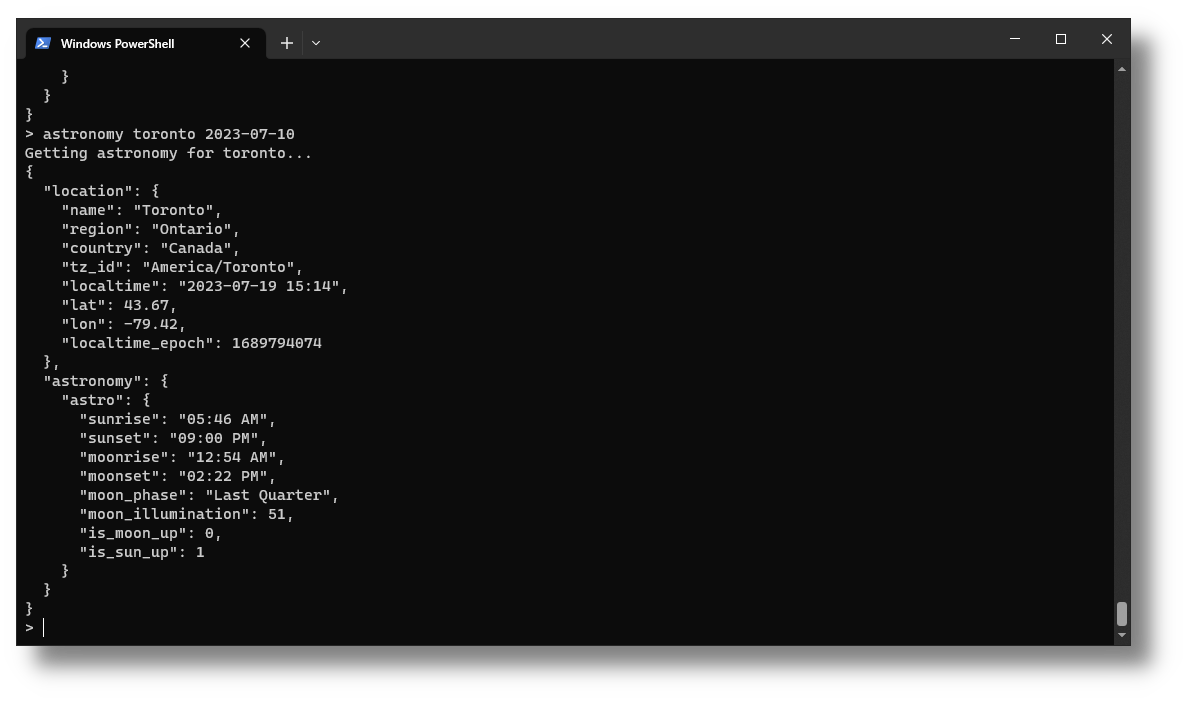 Windows PowerShell
    }
  }
}
> astronomy toronto 2023-07-10
Getting astronomy for toronto...
{
  "location": {
    "name": "Toronto",
    "region": "Ontario",
    "country": "Canada",
    "tz_id": "America/Toronto",
    "localtime": "2023-07-19 15:14",
    "lat": 43.67,
    "lon": -79.42,
    "localtime_epoch": 1689794074
  },
  "astronomy": {
    "astro": {
      "sunrise": "05:46 AM",
      "sunset": "09:00 PM",
      "moonrise": "12:54 AM",
      "moonset": "02:22 PM",
      "moon_phase": "Last Quarter",
      "moon_illumination": 51,
      "is_moon_up": 0,
      "is_sun_up": 1
    }
  }
}
>